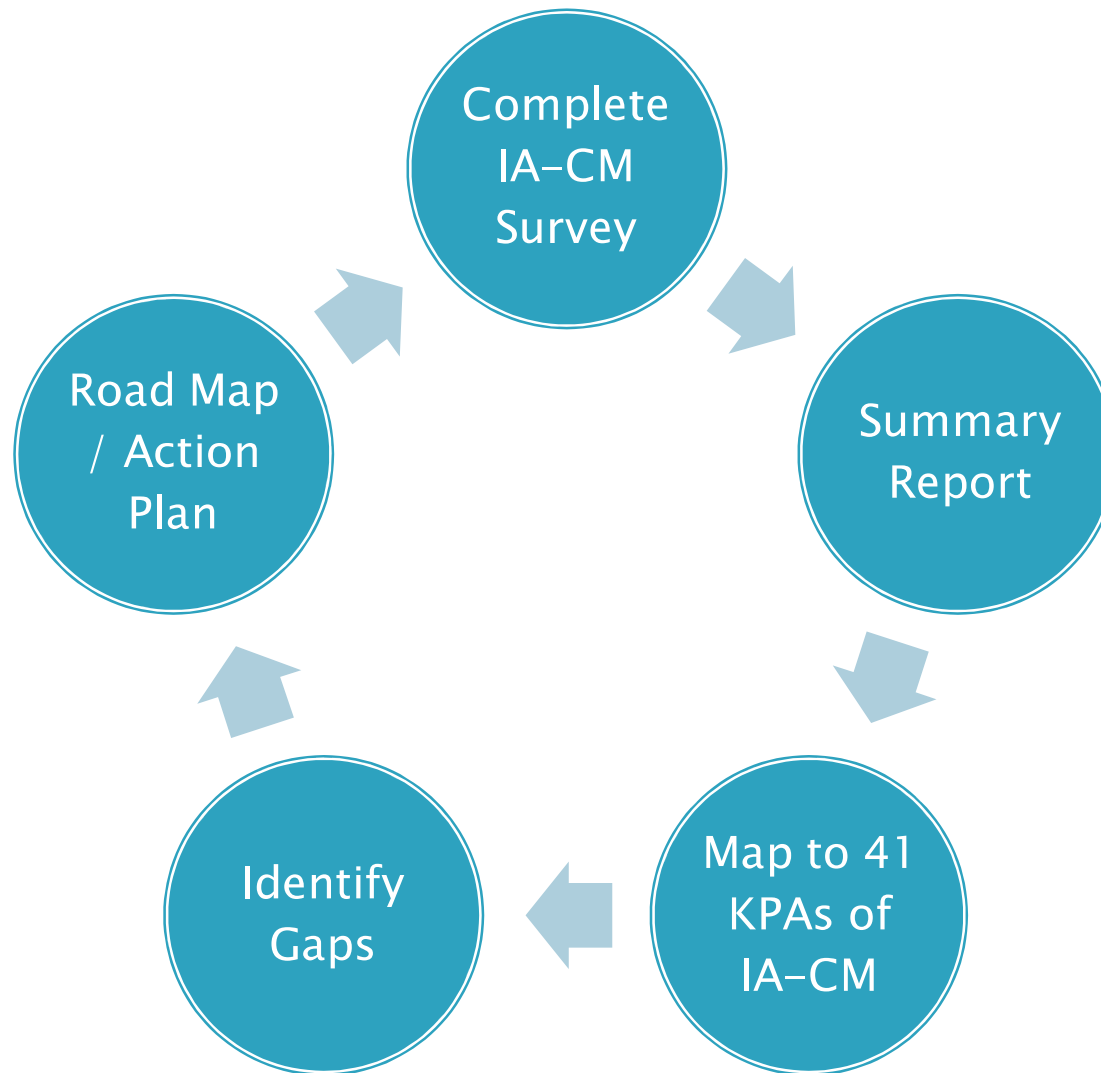 Complete
IA–CM
Survey
Summary
Report
Map to 41
KPAs of
IA–CM
Identify
Gaps
Road Map
/ Action
Plan